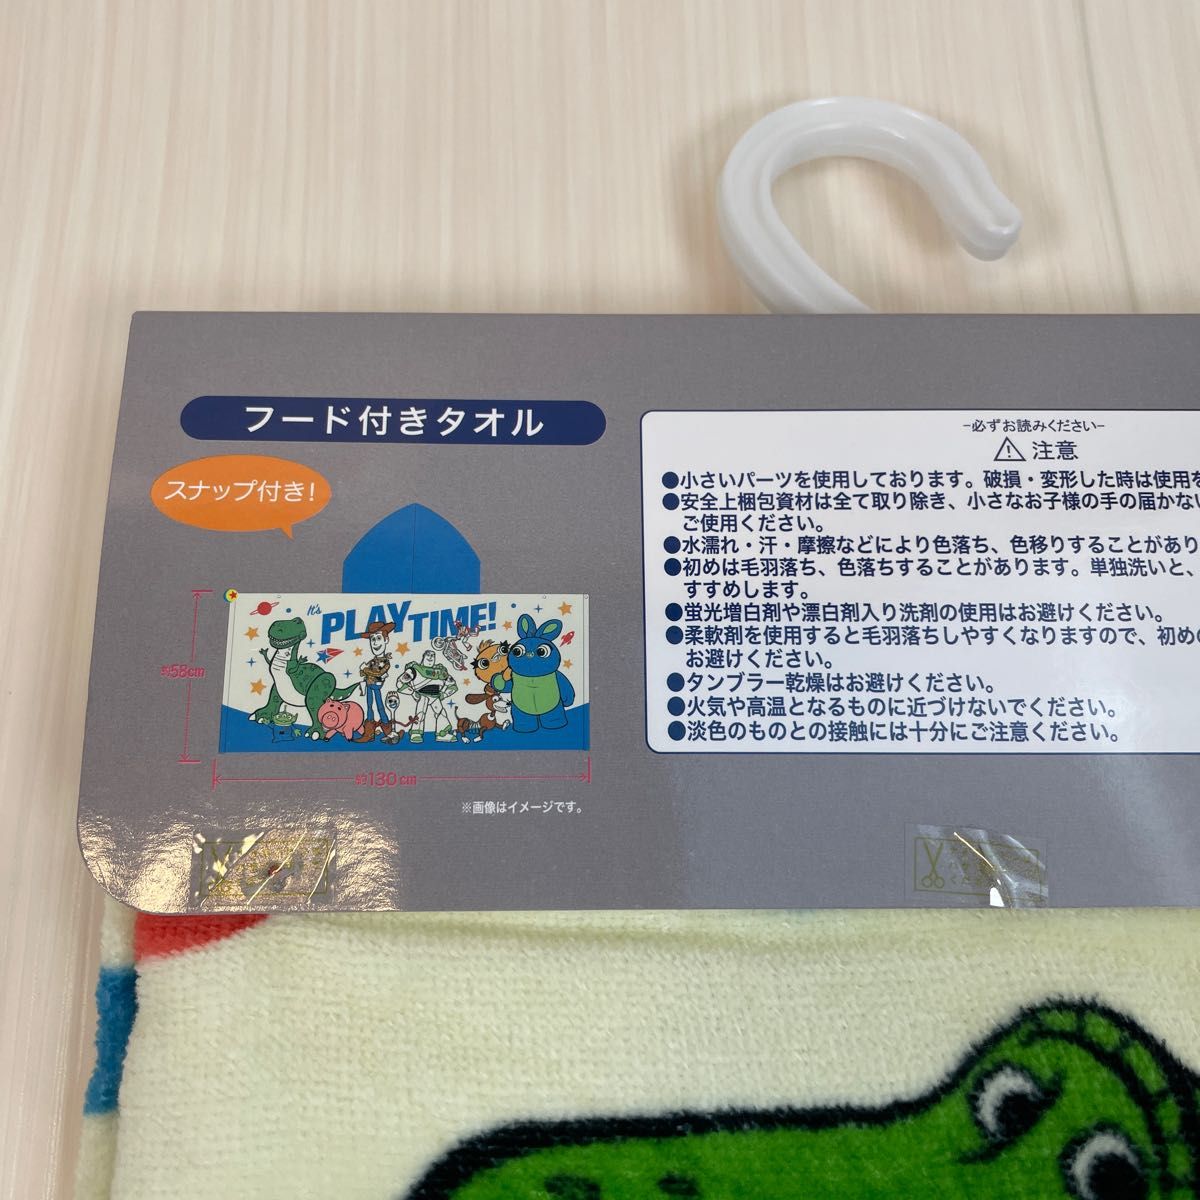 フード付きタオル
スナップ付き!
It's
PLAY TIME!
約58cm
約130cm
※画像はイメージです。
−必ずお読みください−
注意
●小さいパーツを使用しております。破損・変形した時は使用を
●安全上梱包資材は全て取り除き、小さなお子様の手の届かない
ご使用ください。
●水濡れ・汗・摩擦などにより色落ち、色移りすることがあり
●初めは毛羽落ち、色落ちすることがあります。単独洗いと、
すすめします。
●蛍光増白剤や漂白剤入り洗剤の使用はお避けください。
●柔軟剤を使用すると毛羽落ちしやすくなりますので、初め
お避けください。
●タンブラー乾燥はお避けください。
●火気や高温となるものに近づけないでください。
●淡色のものとの接触には十分にご注意ください。